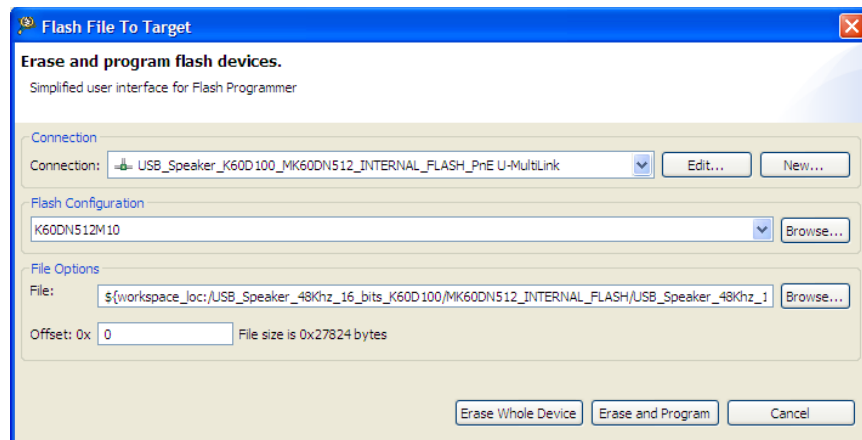 Flash File To Target
Erase and program flash devices.
Simplified user interface for Flash Programmer
Connection
Connection: USB_Speaker_K60D100_MK60DN512_INTERNAL_FLASH_PnE U-MultiLink Edit... New...
Flash Configuration
K60DN512M10 Browse...
File Options
File: ${workspace_loc:/USB_Speaker_48Khz_16_bits_K60D100/MK60DN512_INTERNAL_FLASH/USB_Speaker_48Khz_1 Browse...
Offset: 0x 0 File size is 0x27824 bytes
Erase Whole Device Erase and Program Cancel